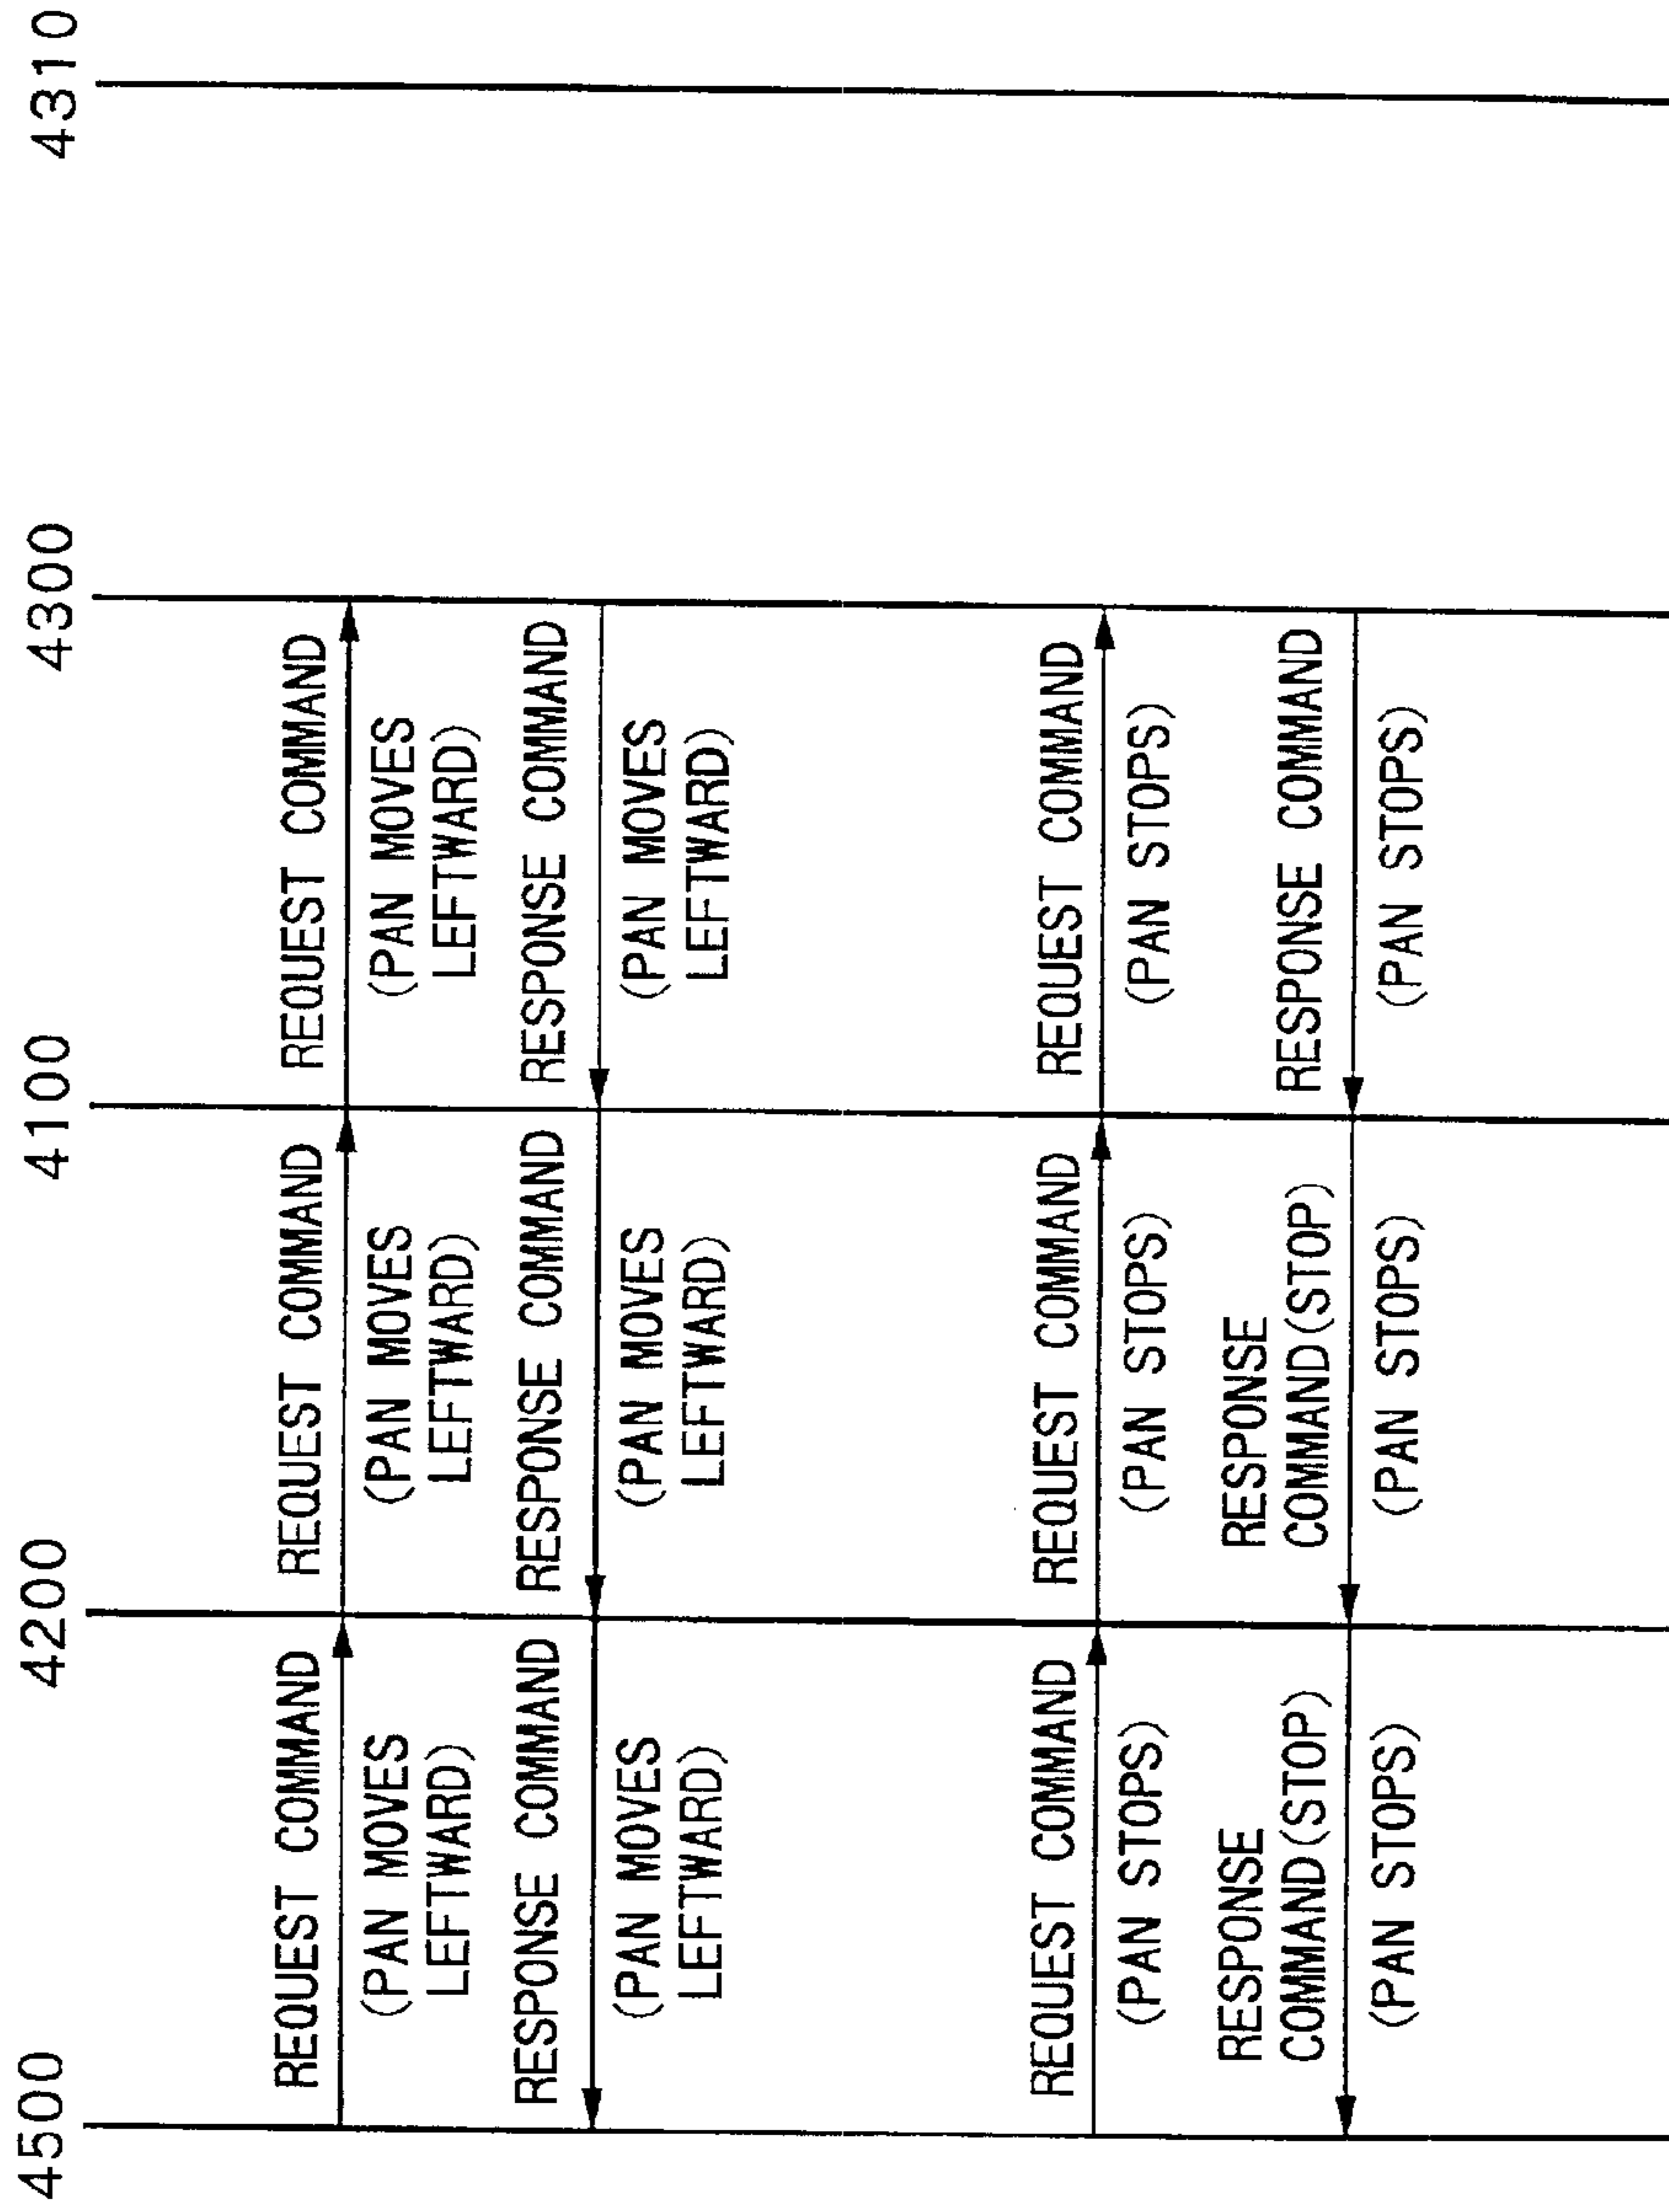 4500
4200
4100
4300
4310
REQUEST COMMAND
(PAN MOVES
LEFTWARD)
REQUEST COMMAND
(PAN MOVES
LEFTWARD)
REQUEST COMMAND
(PAN MOVES
LEFTWARD)
RESPONSE COMMAND
(PAN MOVES
LEFTWARD)
RESPONSE COMMAND
(PAN MOVES
LEFTWARD)
RESPONSE COMMAND
(PAN MOVES
LEFTWARD)
REQUEST COMMAND
(PAN STOPS)
REQUEST COMMAND
(PAN STOPS)
REQUEST COMMAND
(PAN STOPS)
RESPONSE
COMMAND(STOP)
(PAN STOPS)
RESPONSE
COMMAND(STOP)
(PAN STOPS)
RESPONSE COMMAND
(PAN STOPS)